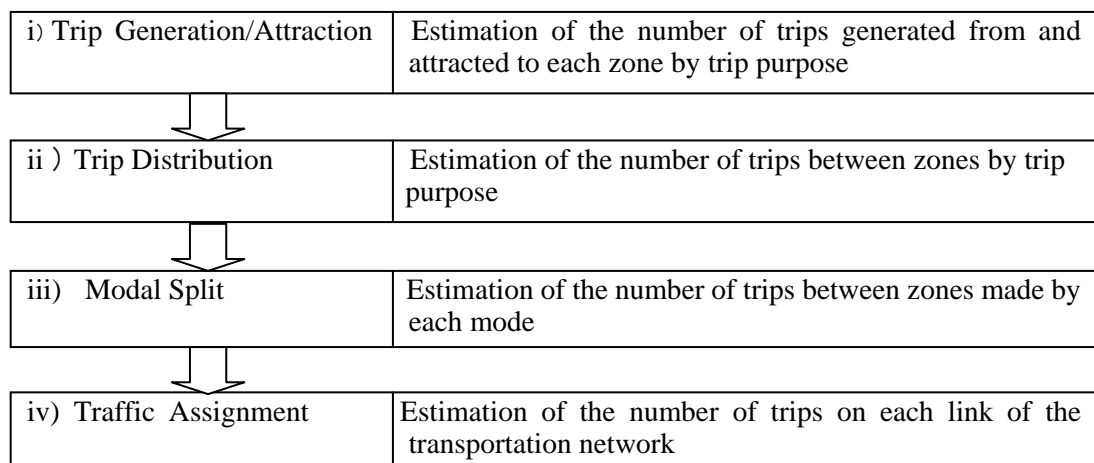 i) Trip Generation/Attraction
Estimation of the number of trips generated from and
attracted to each zone by trip purpose
ii ) Trip Distribution
Estimation of the number of trips between zones by trip
purpose
iii) Modal Split
Estimation of the number of trips between zones made by
each mode
iv) Traffic Assignment
Estimation of the number of trips on each link of the
transportation network